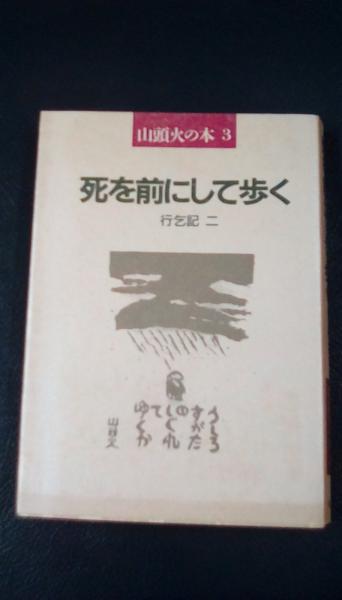 山頭火の本 3
死を前にして歩く
行乞記 二
うしろ
すがた
の
しぐれ
て
ゆくか
山頭火